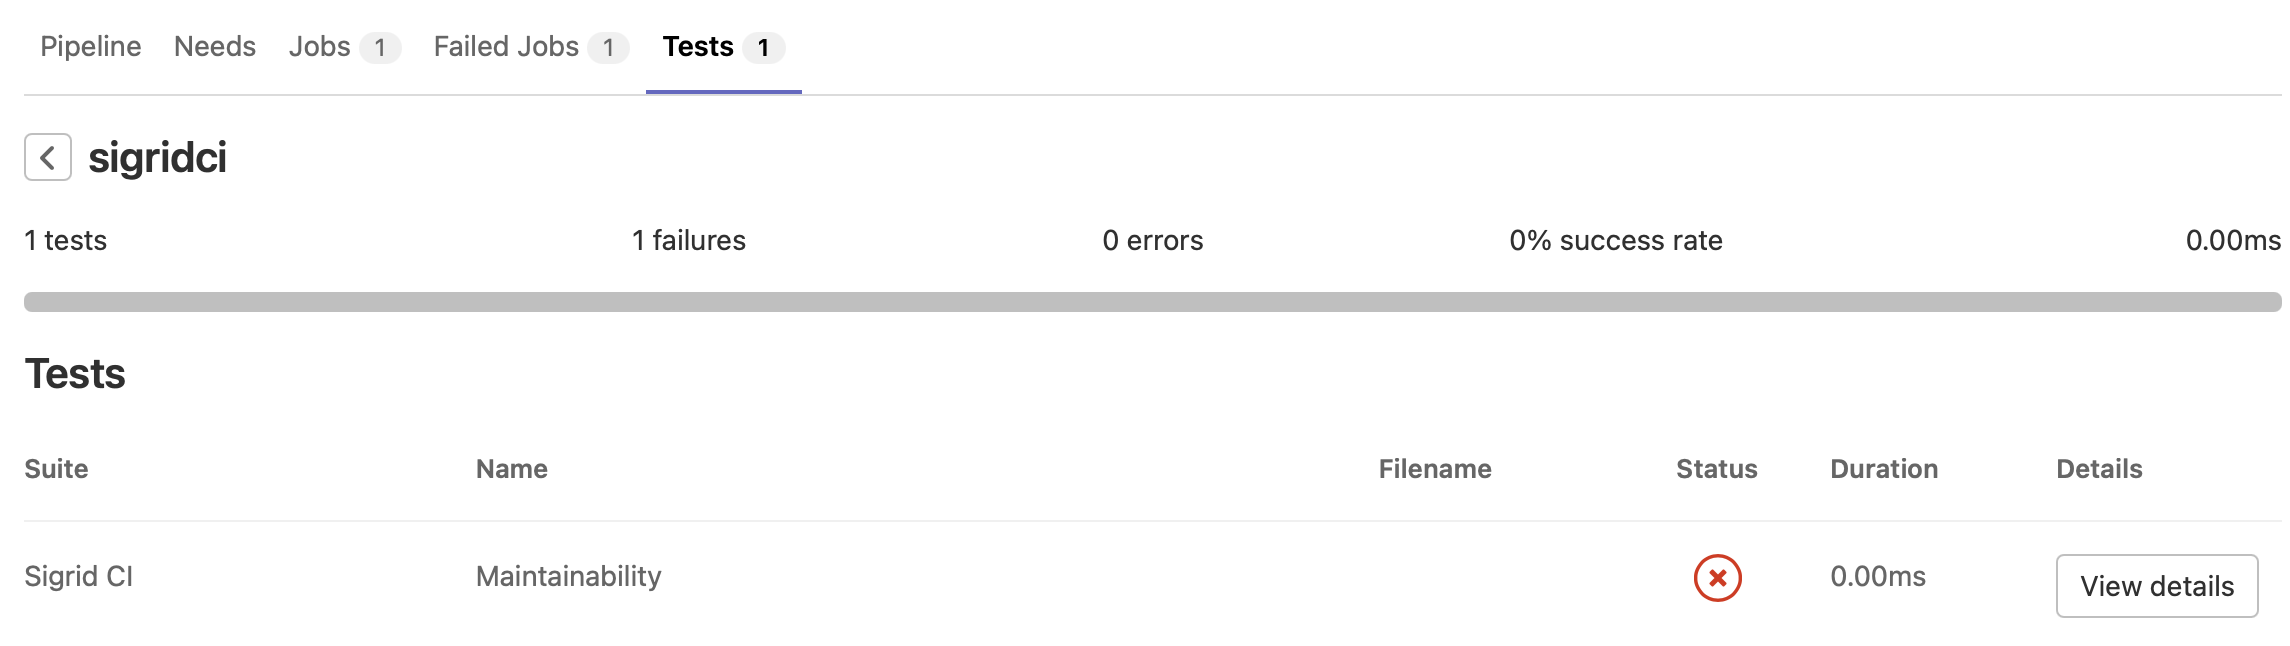 Pipeline Needs Jobs 1 Failed Jobs 1 Tests 1
sigridci
1 tests 1 failures 0 errors 0% success rate 0.00ms
Tests
Suite Name Filename Status Duration Details
Sigrid CI Maintainability 0.00ms View details